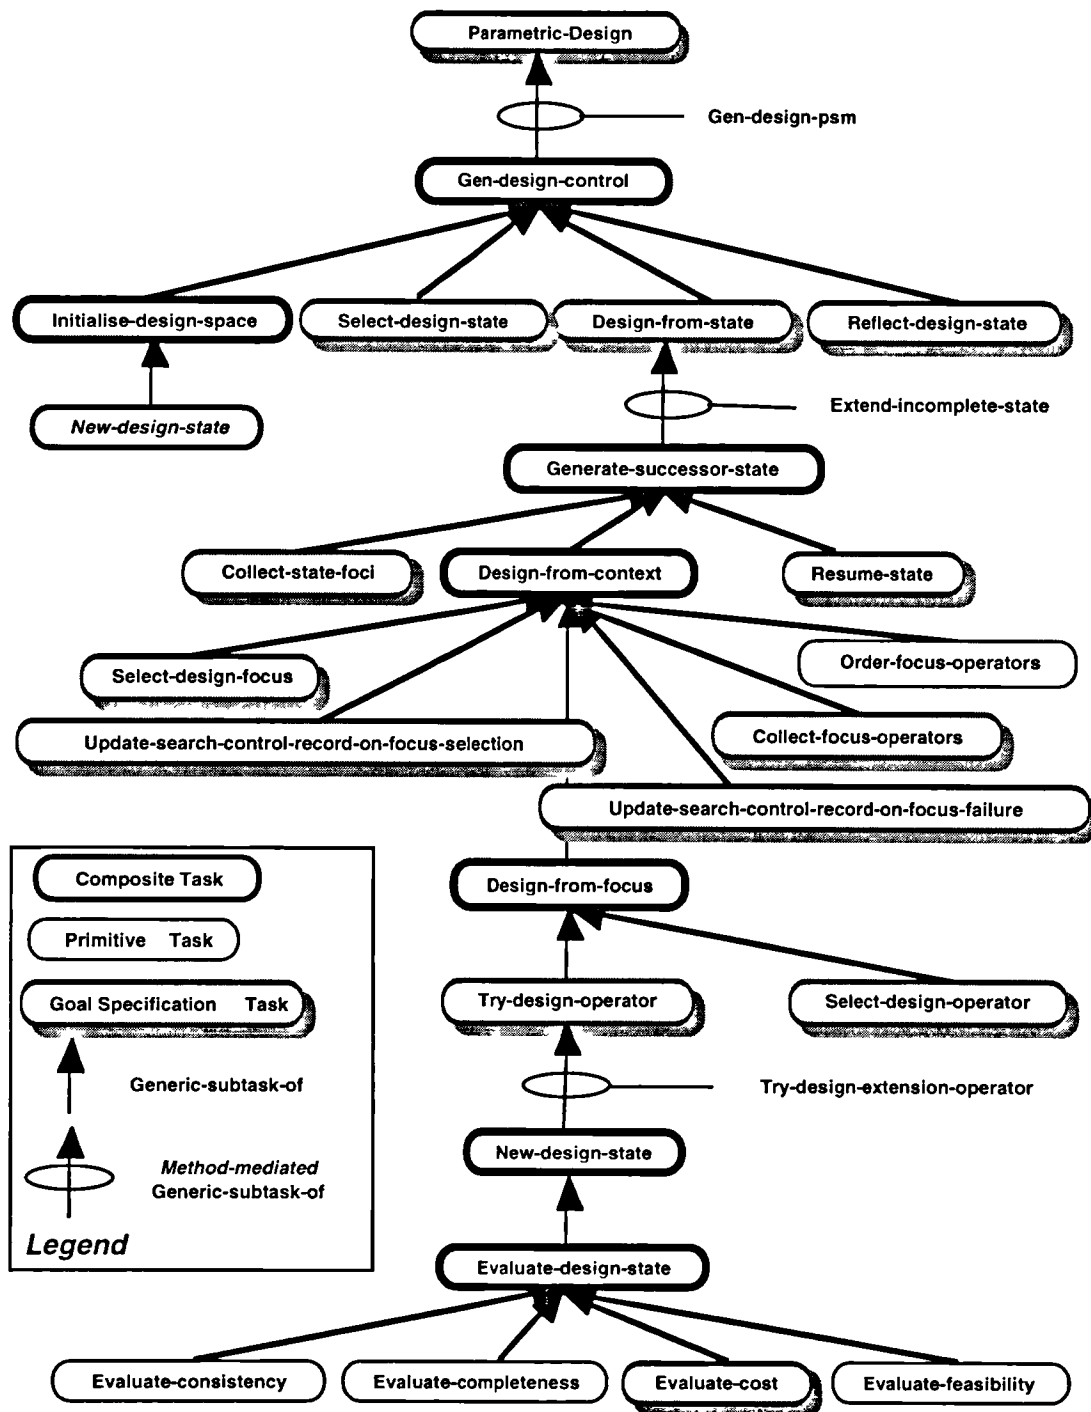 Parametric-Design
Gen-design-psm
Gen-design-control
Initialise-design-space
Select-design-state
Design-from-state
Reflect-design-state
New-design-state
Extend-incomplete-state
Generate-successor-state
Collect-state-foci
Design-from-context
Resume-state
Select-design-focus
Order-focus-operators
Update-search-control-record-on-focus-selection
Collect-focus-operators
Update-search-control-record-on-focus-failure
Design-from-focus
Composite Task
Primitive Task
Goal Specification Task
Generic-subtask-of
Method-mediated
Generic-subtask-of
Legend
Try-design-operator
Select-design-operator
Try-design-extension-operator
New-design-state
Evaluate-design-state
Evaluate-consistency
Evaluate-completeness
Evaluate-cost
Evaluate-feasibility